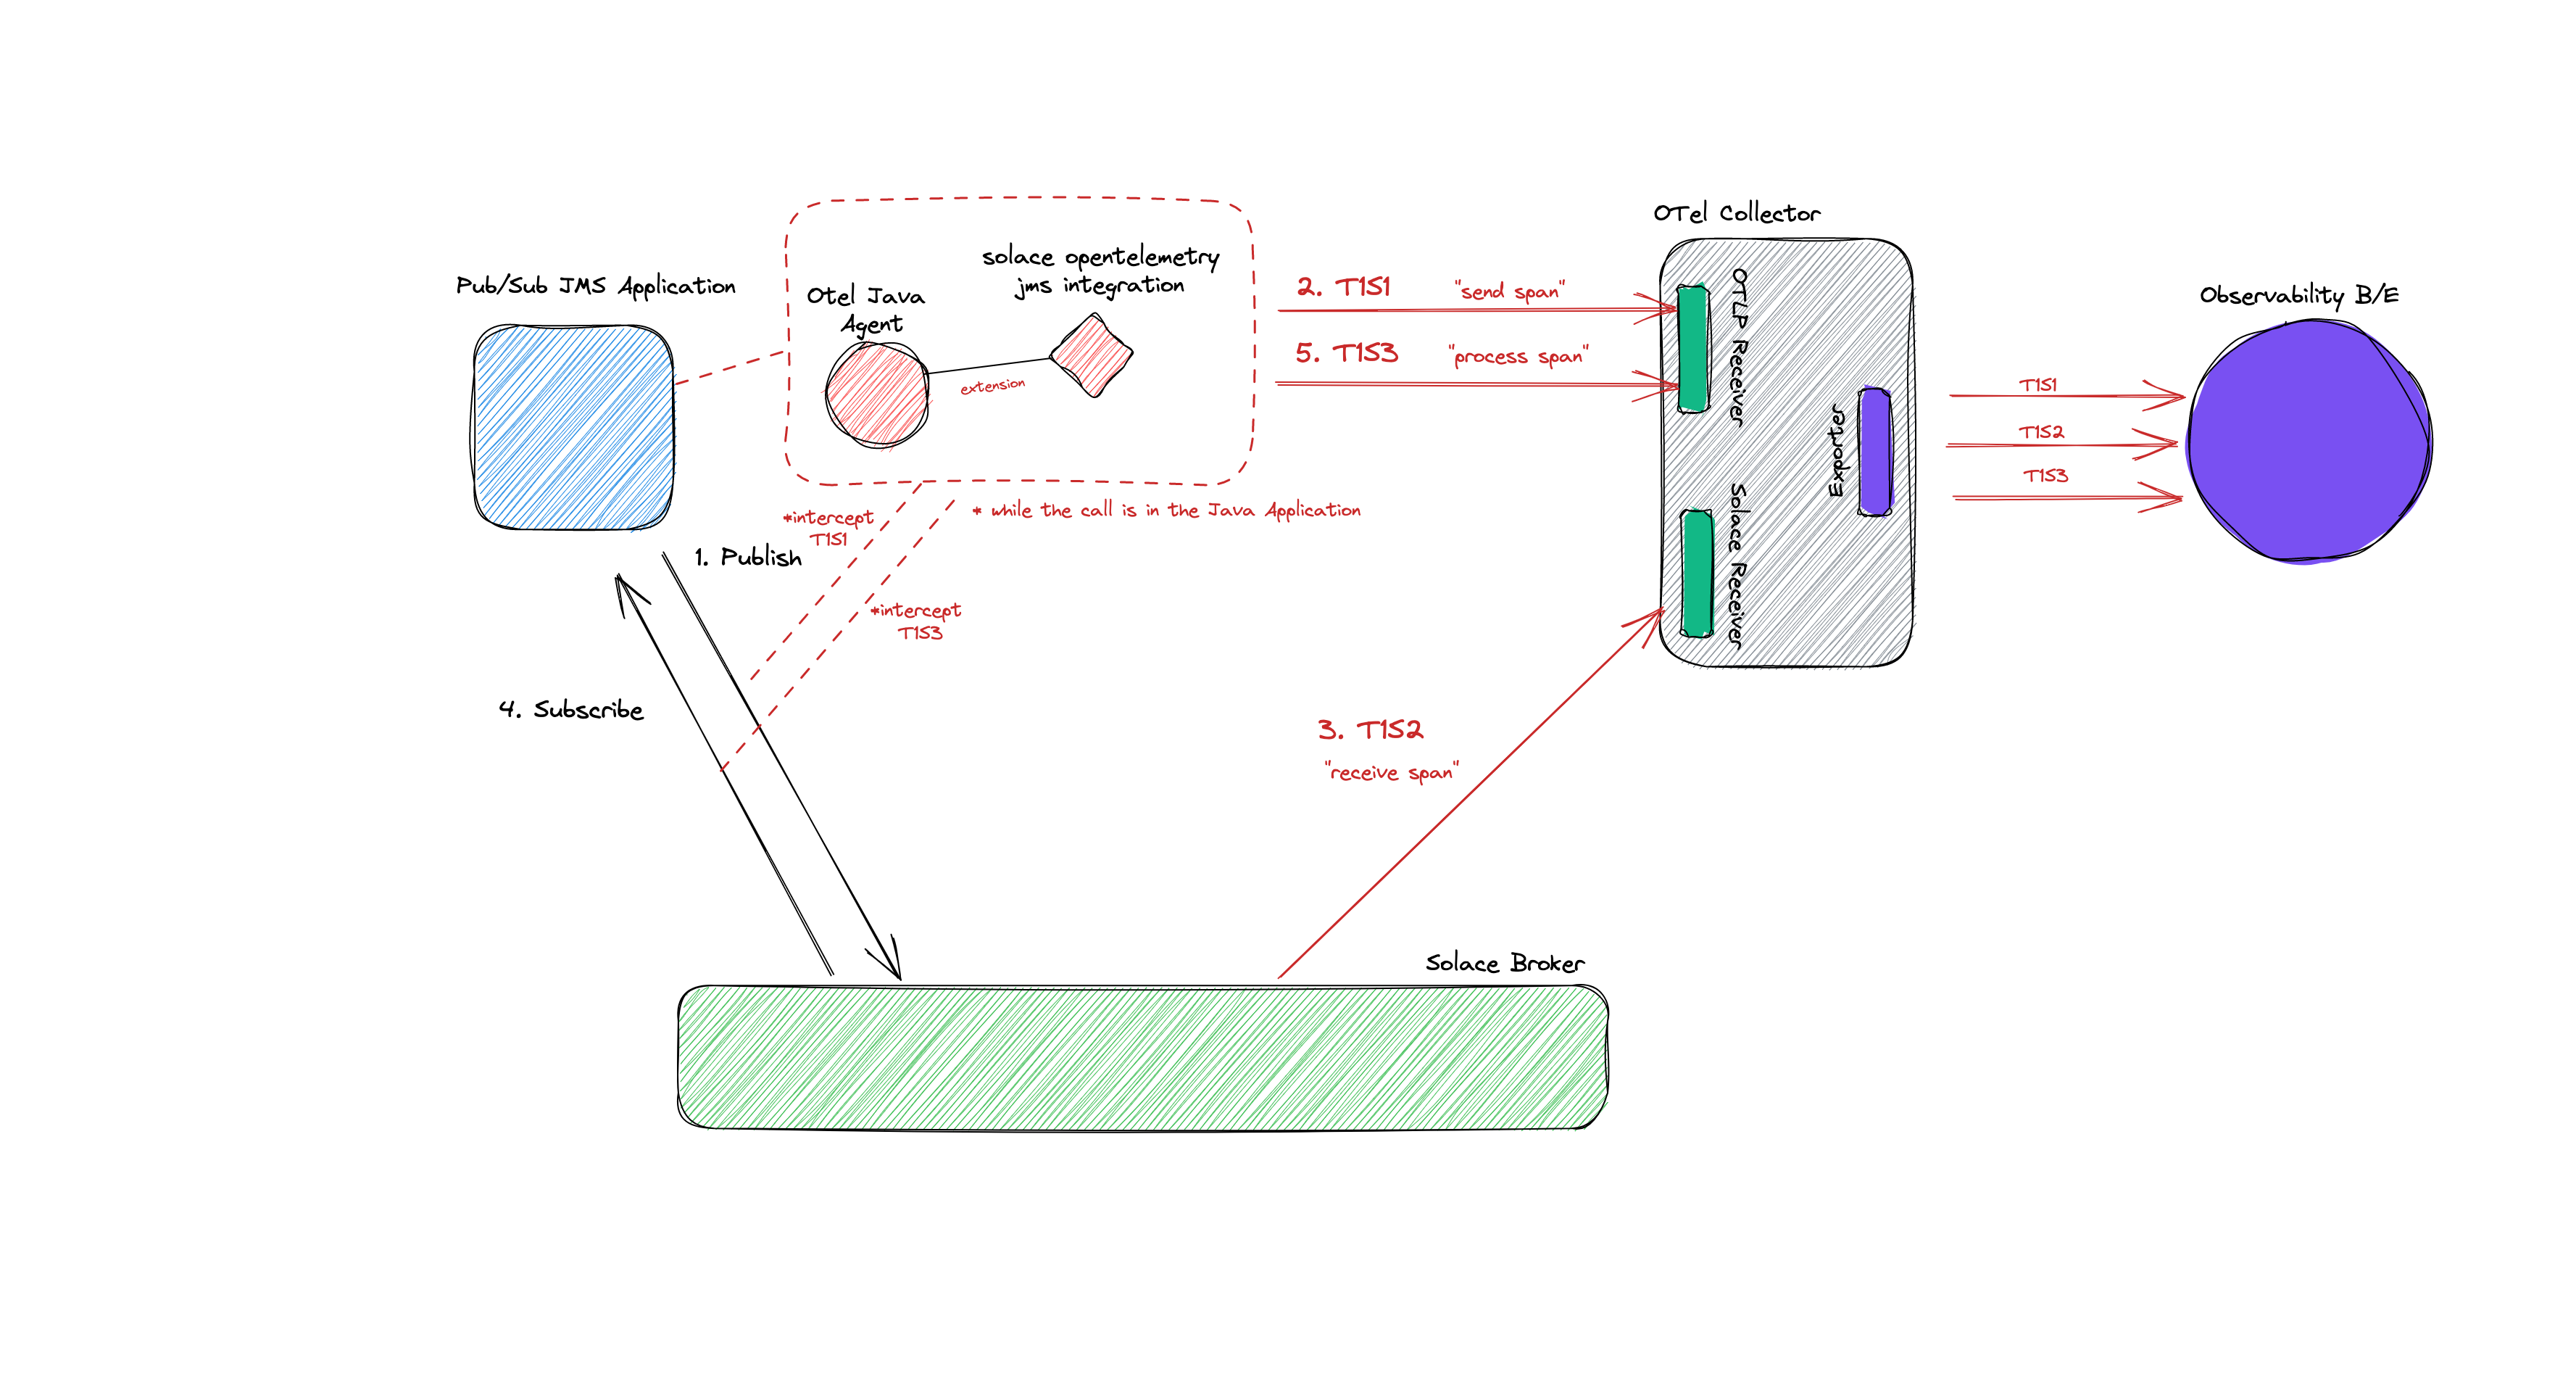 Pub/Sub JMS Application
Otel Java
Agent
solace opentelemetry
jms integration
extension
2. T1S1
"send span"
5. T1S3
"process span"
OTel Collector
OTLP Receiver
Solace Receiver
Exporter
T1S1
T1S2
T1S3
Observability B/E
*intercept
T1S1
* while the call is in the Java Application
1. Publish
*intercept
T1S3
4. Subscribe
3. T1S2
"receive span"
Solace Broker